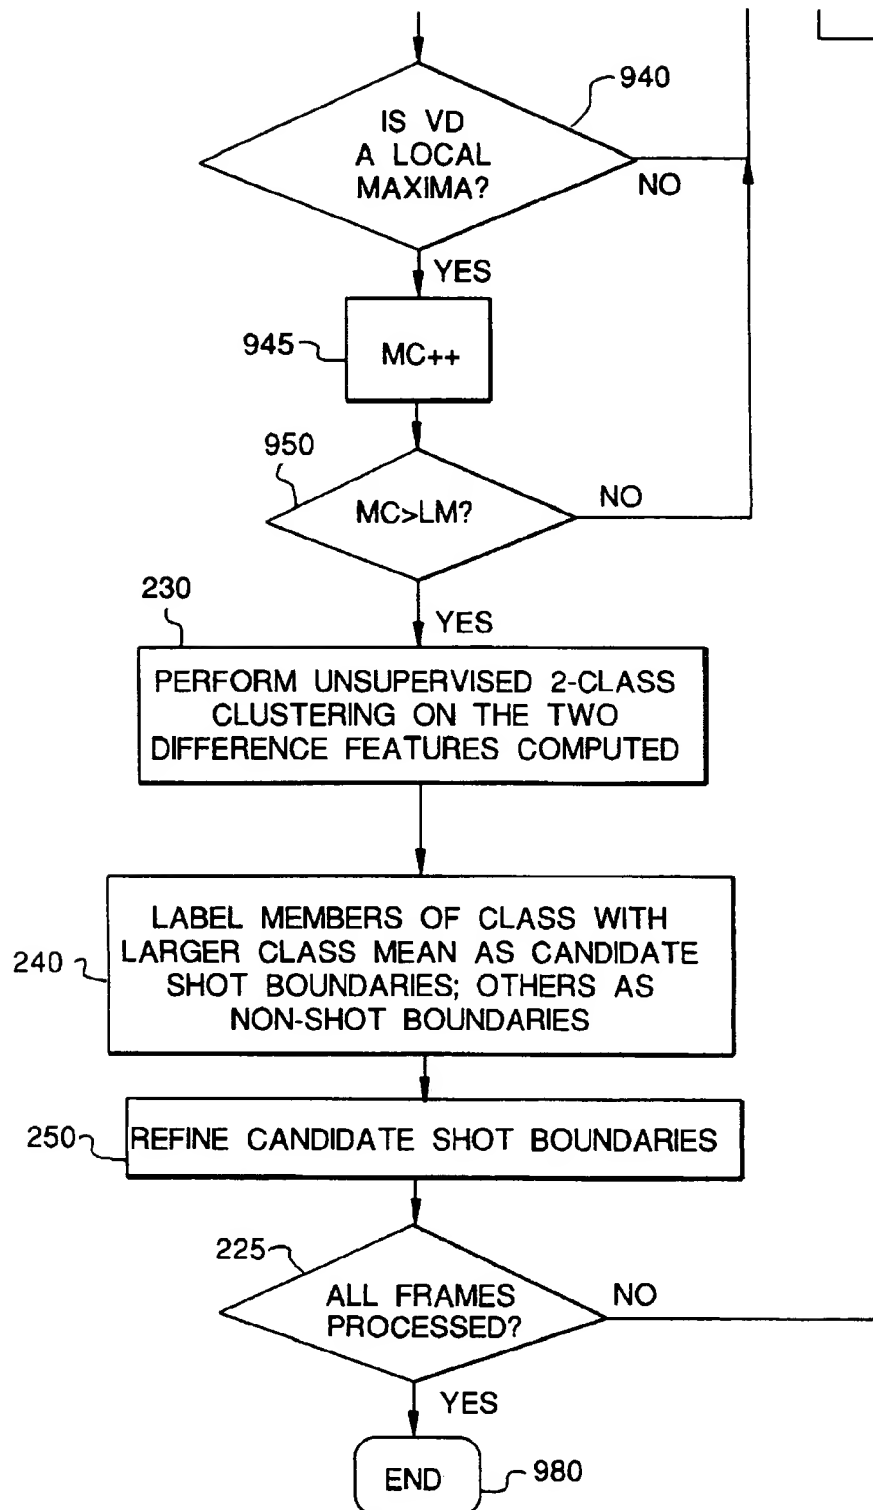 940
IS VD
A LOCAL
MAXIMA?
NO
YES
945
MC++
950
MC>LM?
NO
YES
230
PERFORM UNSUPERVISED 2-CLASS
CLUSTERING ON THE TWO
DIFFERENCE FEATURES COMPUTED
240
LABEL MEMBERS OF CLASS WITH
LARGER CLASS MEAN AS CANDIDATE
SHOT BOUNDARIES; OTHERS AS
NON-SHOT BOUNDARIES
250
REFINE CANDIDATE SHOT BOUNDARIES
225
ALL FRAMES
PROCESSED?
NO
YES
END
980